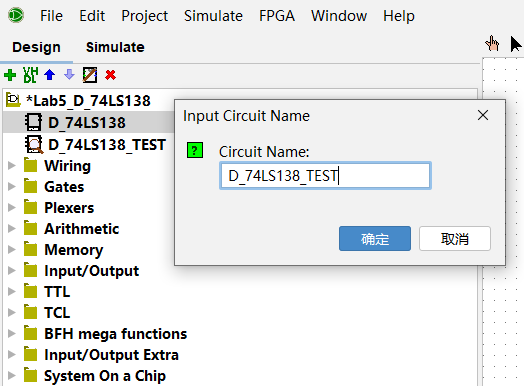 File Edit Project Simulate FPGA Window Help
Design Simulate
VHDL
*Lab5_D_74LS138
D_74LS138
D_74LS138_TEST
Wiring
Gates
Plexers
Arithmetic
Memory
Input/Output
TTL
TCL
BFH mega functions
Input/Output Extra
System On a Chip
Input Circuit Name
?
Circuit Name:
D_74LS138_TEST
确定 取消